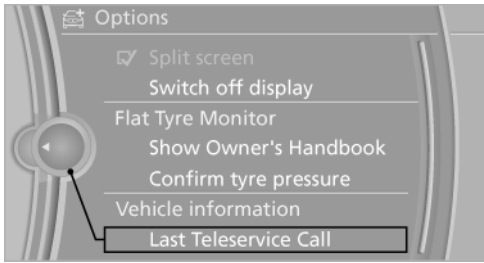 Options
Split screen
Switch off display
Flat Tyre Monitor
Show Owner's Handbook
Confirm tyre pressure
Vehicle information
Last Teleservice Call